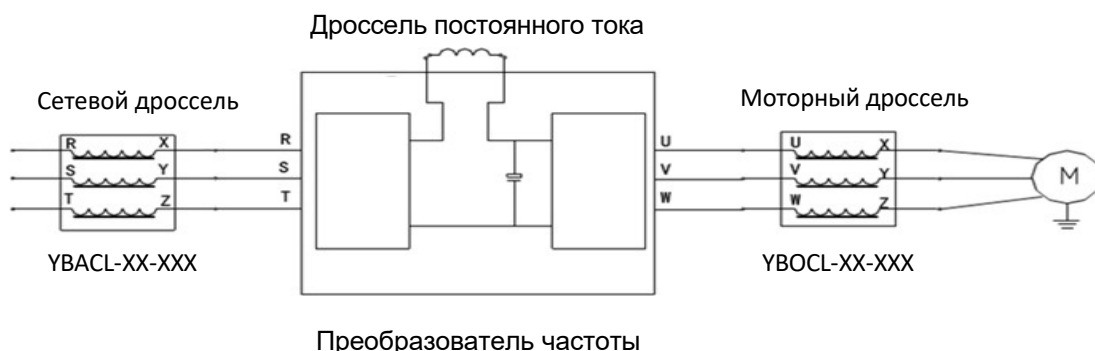 Дроссель постоянного тока
Сетевой дроссель
Моторный дроссель
R X R U U X
S Y S V V Y M
T Z T W W Z
YBACL-XX-XXX
YBOCL-XX-XXX
Преобразователь частоты